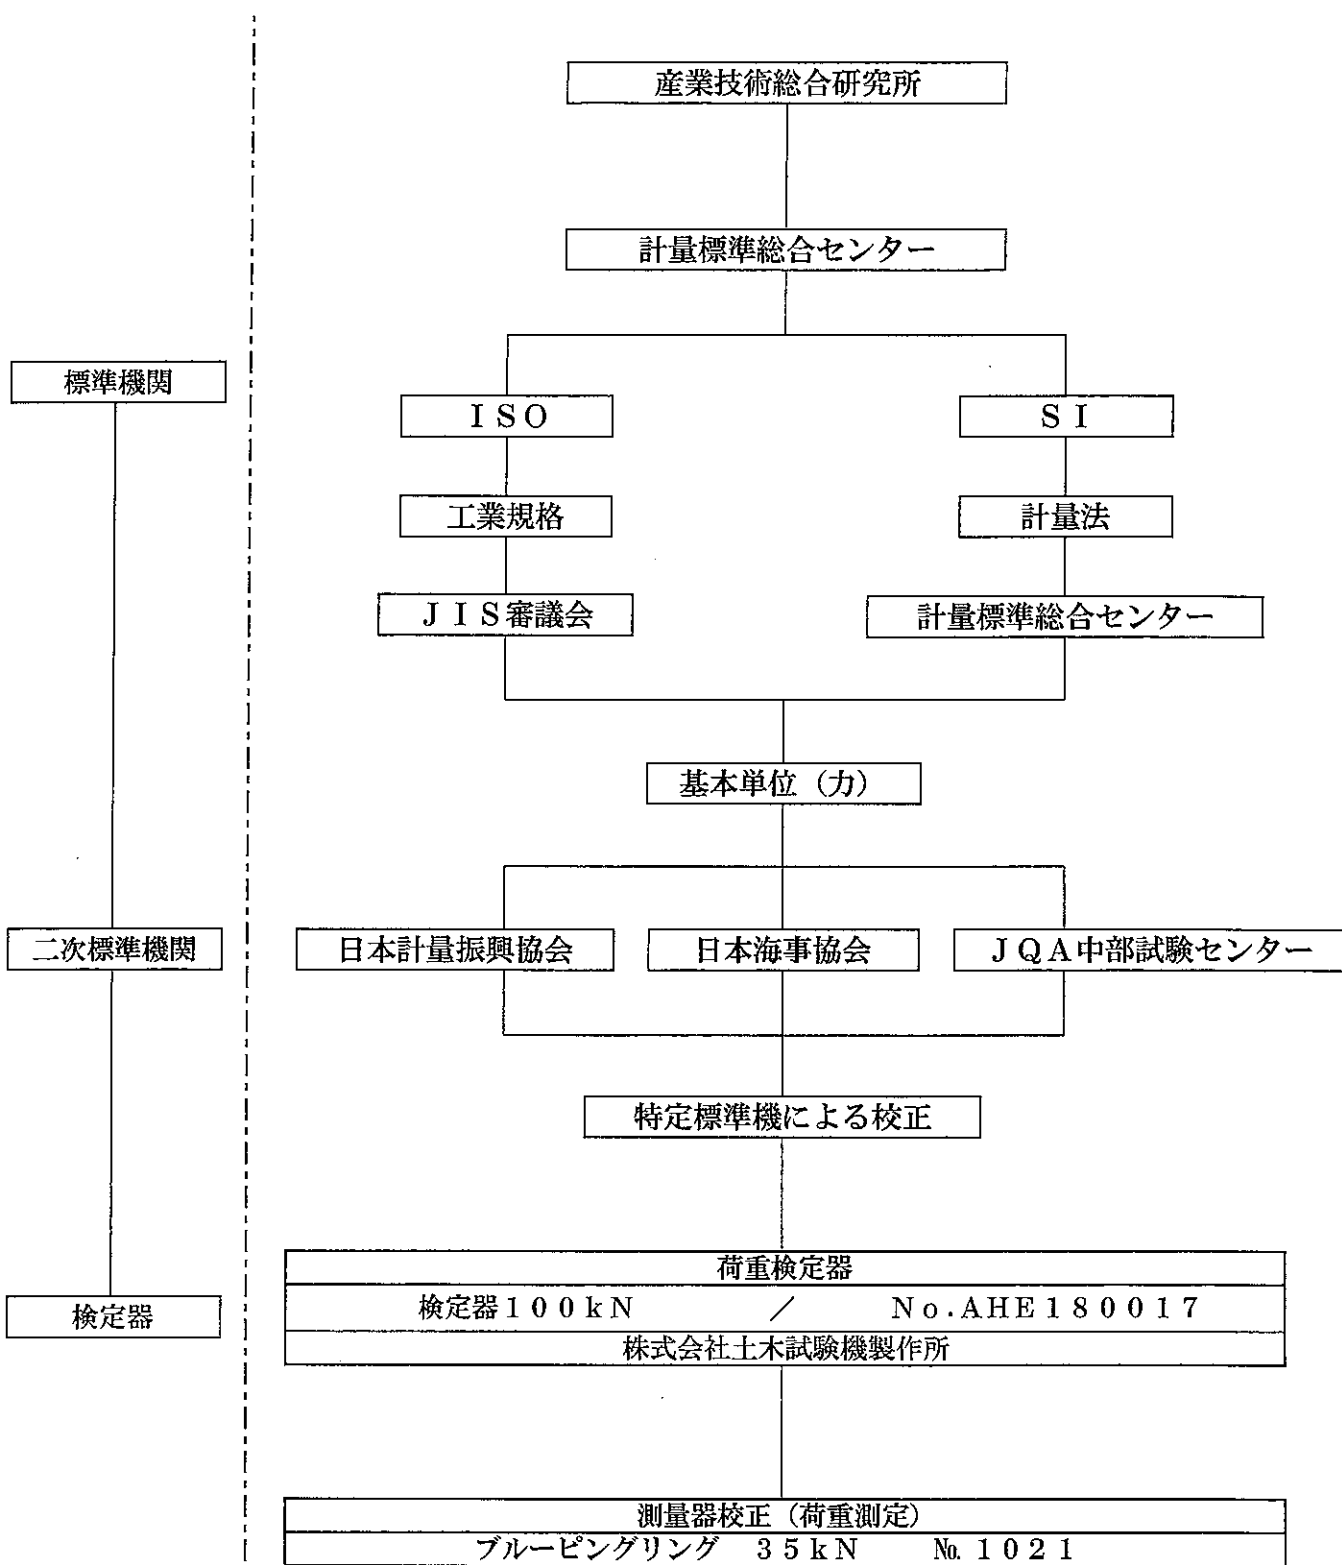 産業技術総合研究所
計量標準総合センター
標準機関
ISO
SI
工業規格
計量法
JIS審議会
計量標準総合センター
基本単位（力）
二次標準機関
日本計量振興協会
日本海事協会
JQA中部試験センター
特定標準機による校正
荷重検定器
検定器100kN ／ No.AHE180017
検定器
株式会社土木試験機製作所
測量器校正（荷重測定）
ブルーピングリング 35kN №1021